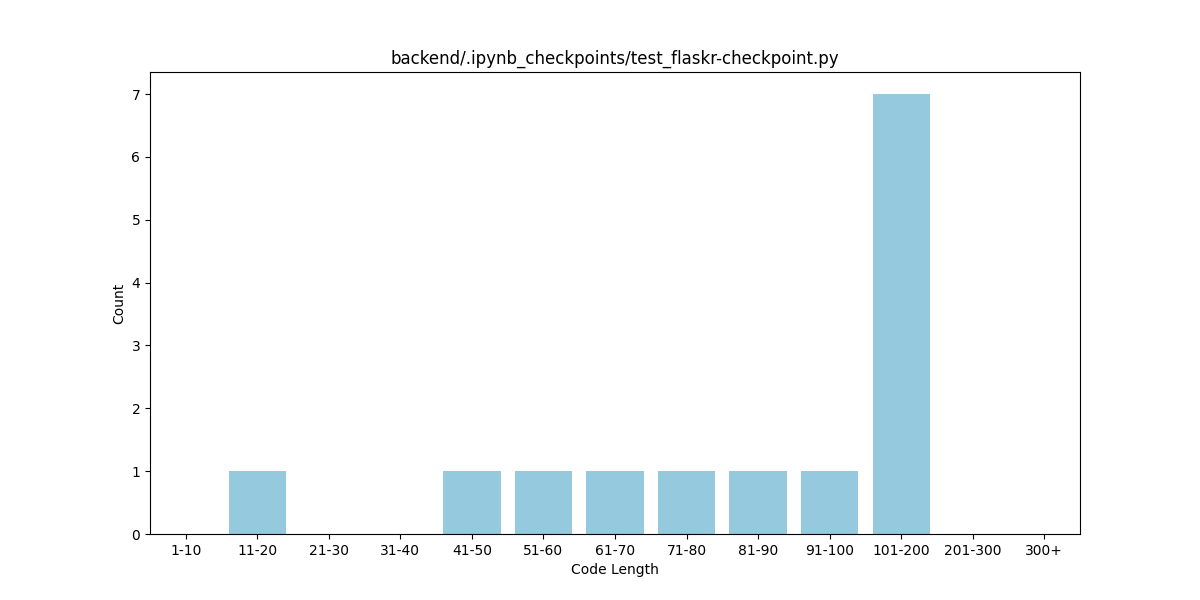 backend/.ipynb_checkpoints/test_flaskr-checkpoint.py
7
6
5
4
3
2
1
0
Count
1-10 11-20 21-30 31-40 41-50 51-60 61-70 71-80 81-90 91-100 101-200 201-300 300+
Code Length